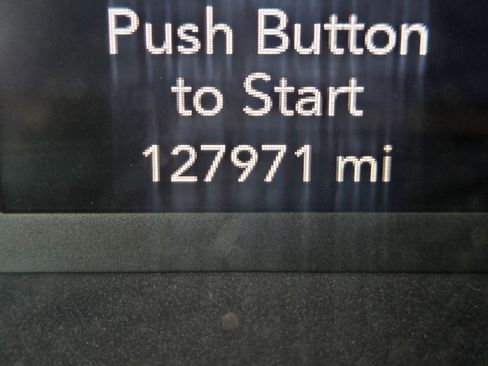 Push Button
to Start
127971 mi